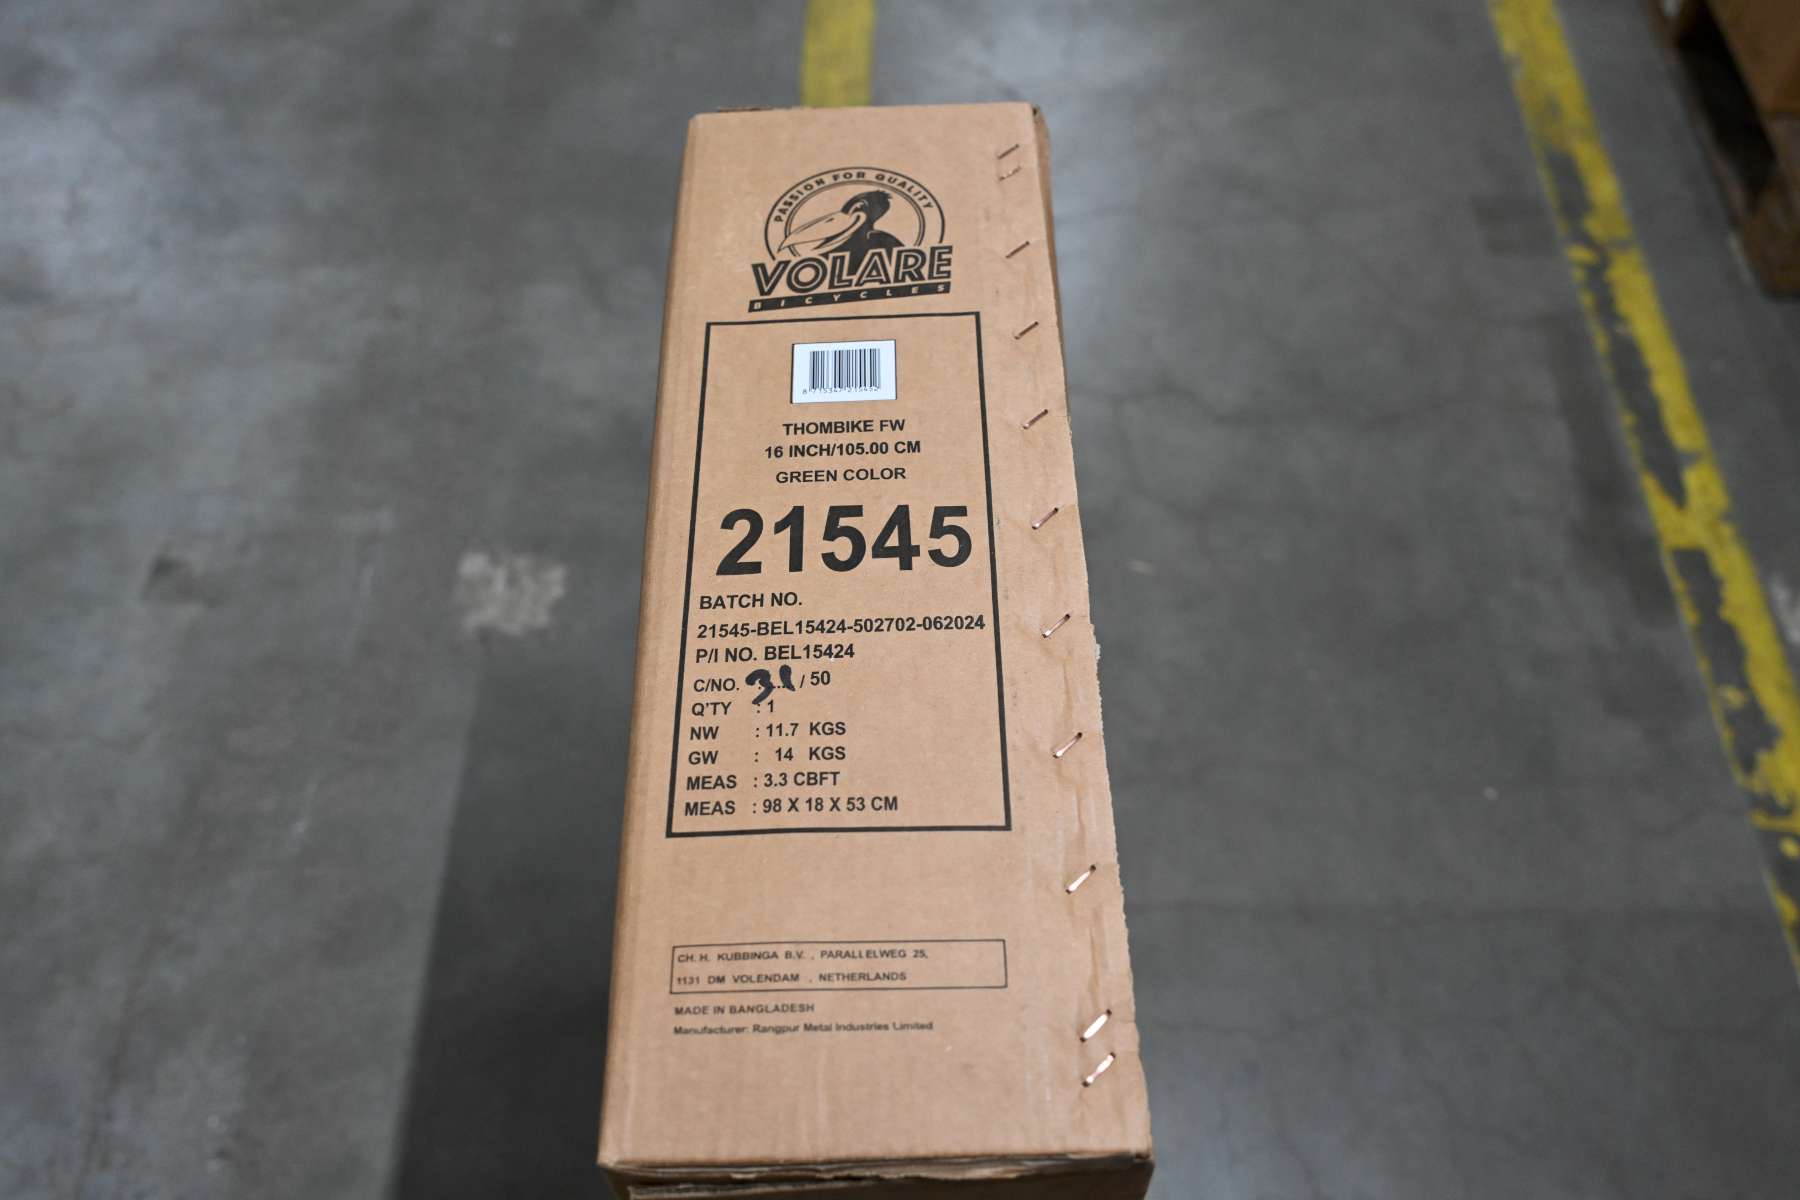 PASSION FOR QUALITY
VOLARE
BICYCLES
THOMBIKE FW
16 INCH/105.00 CM
GREEN COLOR
21545
BATCH NO.
21545-BEL15424-502702-062024
P/I NO. BEL15424
C/NO. : 31 / 50
Q'TY : 1
NW : 11.7 KGS
GW : 14 KGS
MEAS : 3.3 CBFT
MEAS : 98 X 18 X 53 CM
CH. H. KUBBINGA B.V. , PARALLELWEG 25,
1131 DM VOLENDAM , NETHERLANDS
MADE IN BANGLADESH
Manufacturer: Rangpur Metal Industries Limited